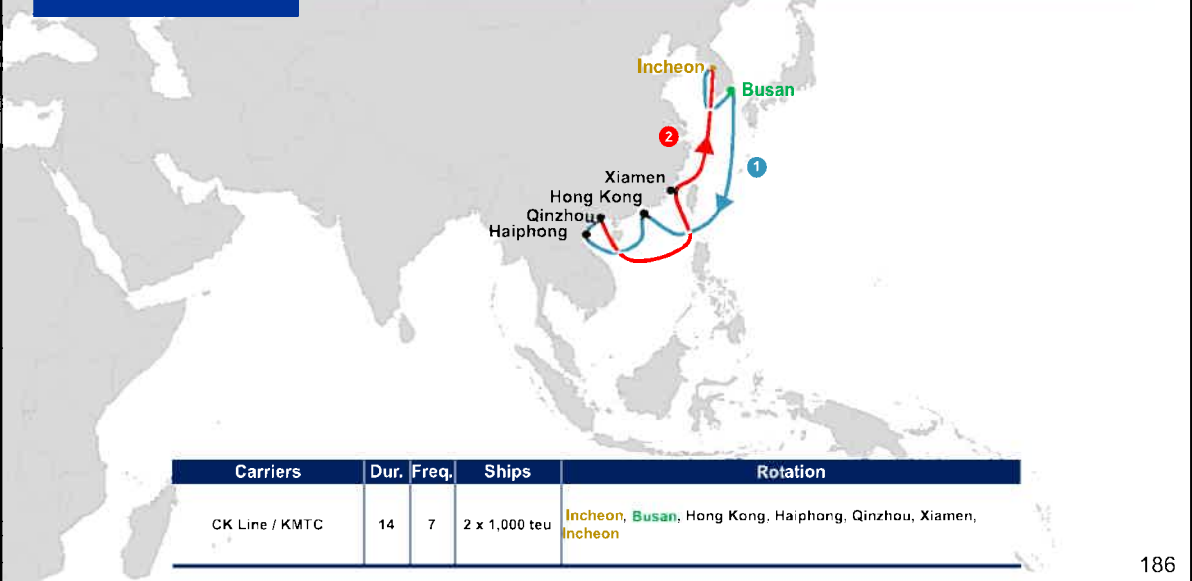 Incheon
Busan
2
1
Xiamen
Hong Kong
Qinzhou
Haiphong
Carriers Dur. Freq. Ships Rotation
CK Line / KMTC 14 7 2 x 1,000 teu Incheon, Busan, Hong Kong, Haiphong, Qinzhou, Xiamen,
Incheon
186